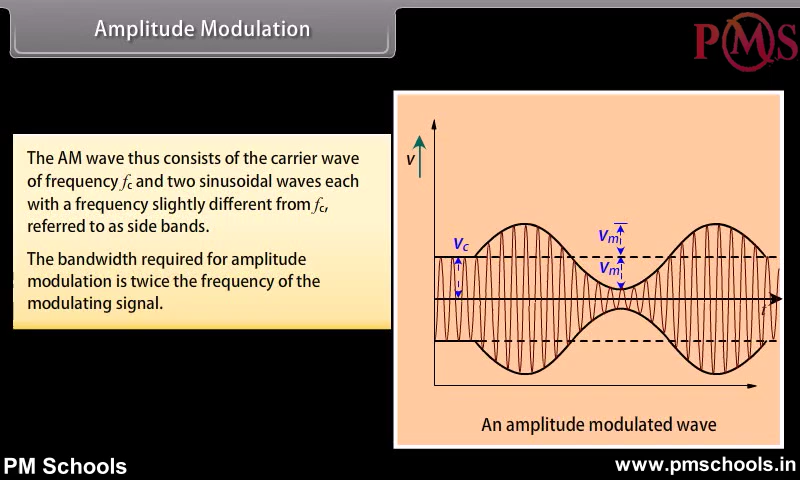 Amplitude Modulation
PMS
The AM wave thus consists of the carrier wave
of frequency fc and two sinusoidal waves each
with a frequency slightly different from fc,
referred to as side bands.
The bandwidth required for amplitude
modulation is twice the frequency of the
modulating signal.
V
Vc
Vm
Vm
t
An amplitude modulated wave
PM Schools
www.pmschools.in